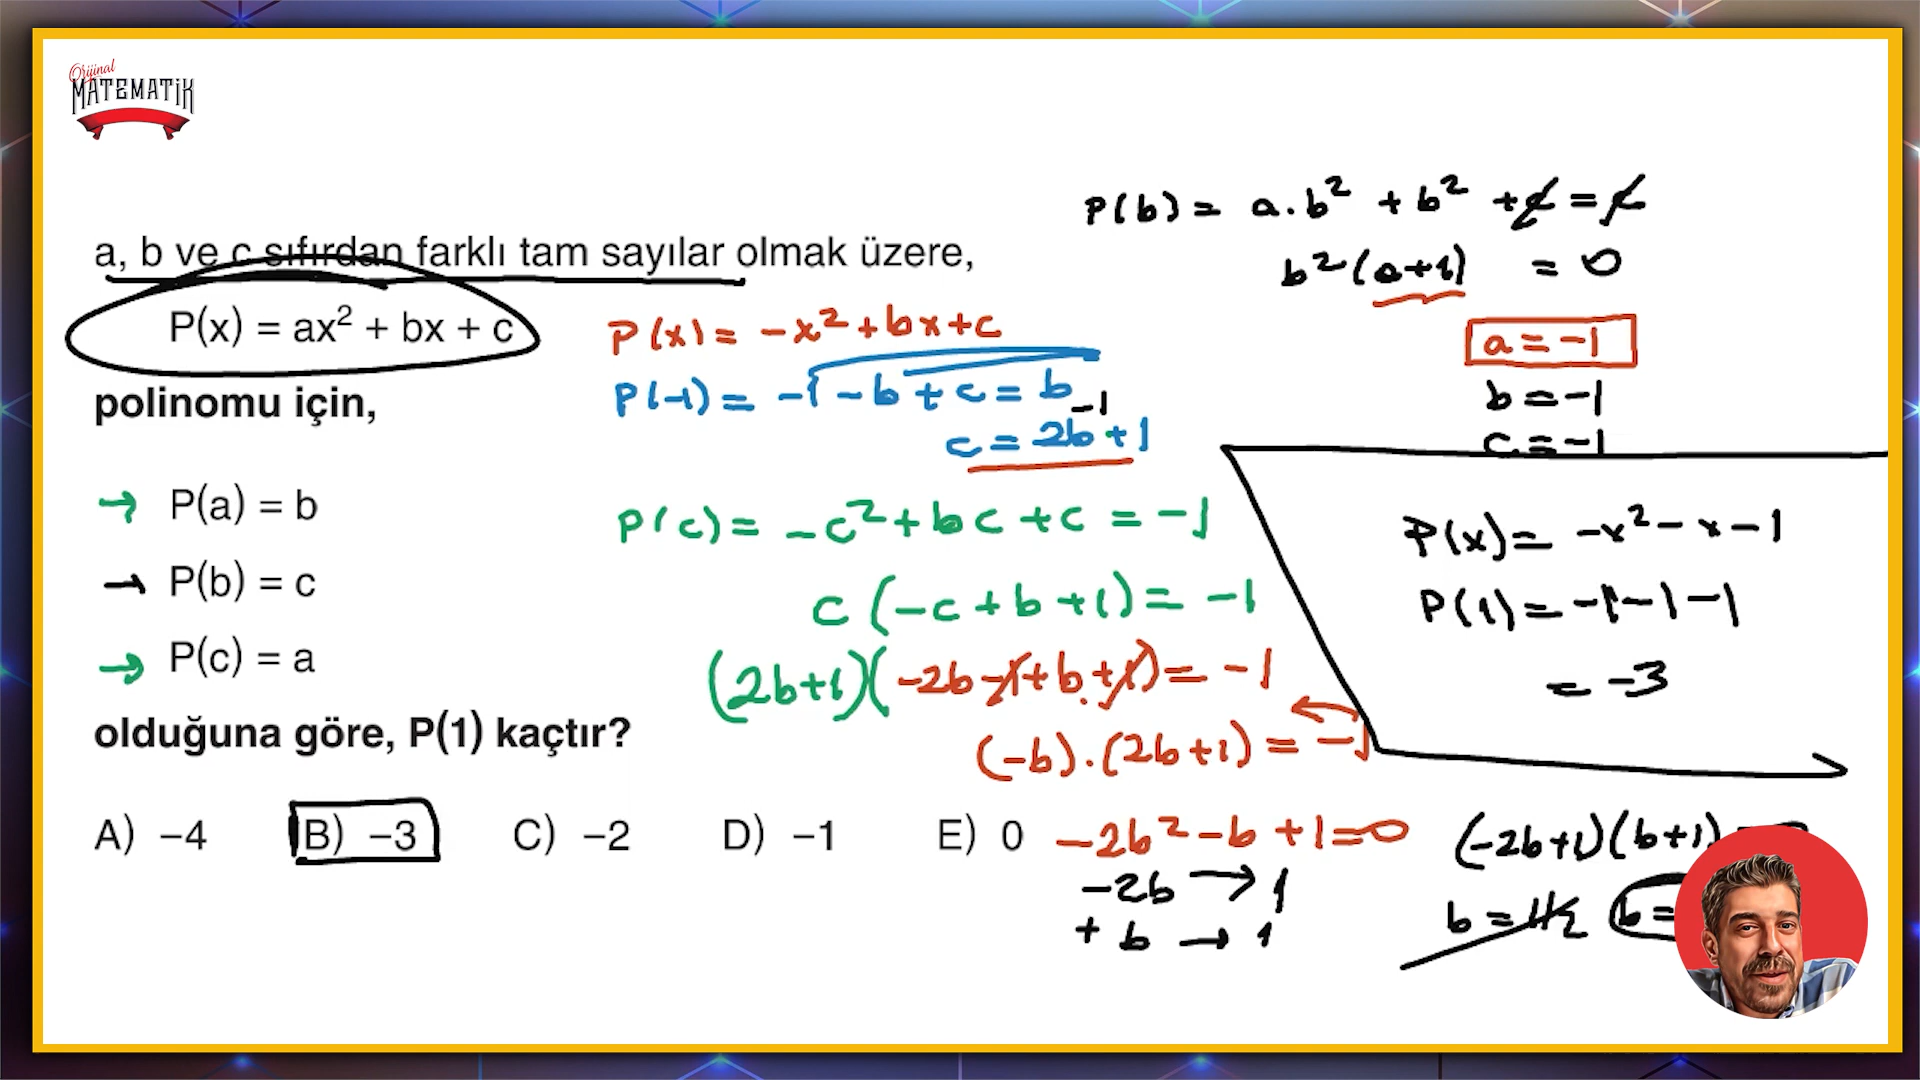 Orijinal
MATEMATİK
a, b ve c sıfırdan farklı tam sayılar olmak üzere,
P(x) = ax² + bx + c
polinomu için,
P(a) = b
P(b) = c
P(c) = a
olduğuna göre, P(1) kaçtır?
A) −4 B) −3 C) −2 D) −1 E) 0
P(x) = -x² + bx + c
P(-1) = -1 - b + c = b
-1
c = 2b + 1
P(c) = -c² + bc + c = -1
c (-c + b + 1) = -1
(2b+1)(-2b-1+b+1) = -1
(-b).(2b+1) = -1
-2b² - b + 1 = 0
-2b → 1
+ b → 1
(-2b+1)(b+1)
b = 1/2 b =
P(b) = a.b² + b² + c = c
b²(a+1) = 0
a = -1
b = -1
c = -1
P(x) = -x² - x - 1
P(1) = -1 - 1 - 1
= -3